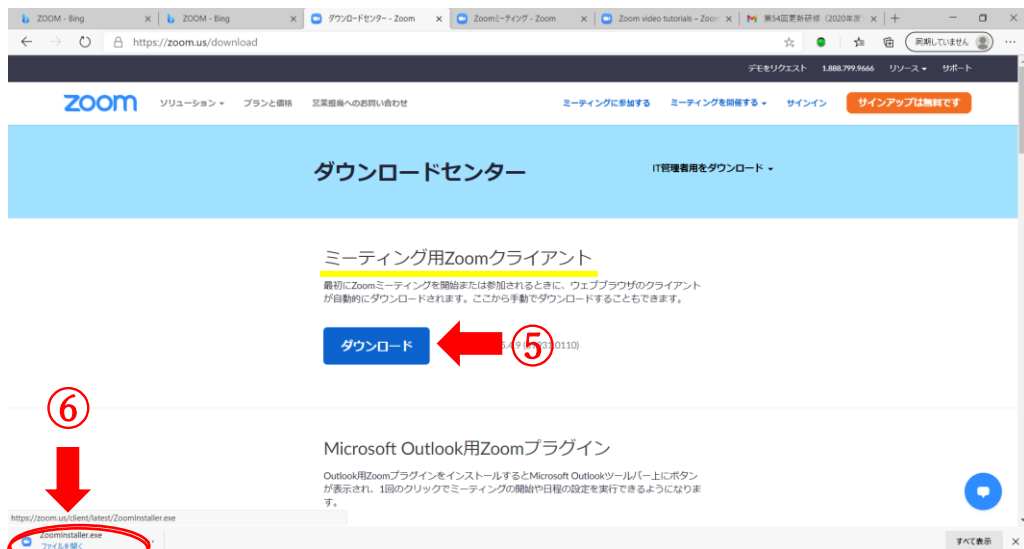 ZOOM - Bing
ZOOM - Bing
ダウンロードセンター - Zoom
Zoomミーティング - Zoom
Zoom video tutorials – Zoom
第54回更新研修（2020年度
https://zoom.us/download
同期していません
デモをリクエスト 1.888.799.9666 リソース サポート
zoom ソリューション プランと価格 営業担当へのお問い合わせ ミーティングに参加する ミーティングを開催する サインイン サインアップは無料です
ダウンロードセンター
IT管理者用をダウンロード
ミーティング用Zoomクライアント
最初にZoomミーティングを開始または参加されるときに、ウェブブラウザのクライアント
が自動的にダウンロードされます。ここから手動でダウンロードすることもできます。
ダウンロード
⑤
0110)
⑥
Microsoft Outlook用Zoomプラグイン
Outlook用ZoomプラグインをインストールするとMicrosoft Outlookツールバー上にボタン
が表示され、1回のクリックでミーティングの開始や日程の設定を実行できるようになりま
す。
https://zoom.us/client/latest/ZoomInstaller.exe
ZoomInstaller.exe
ファイルを開く
すべて表示